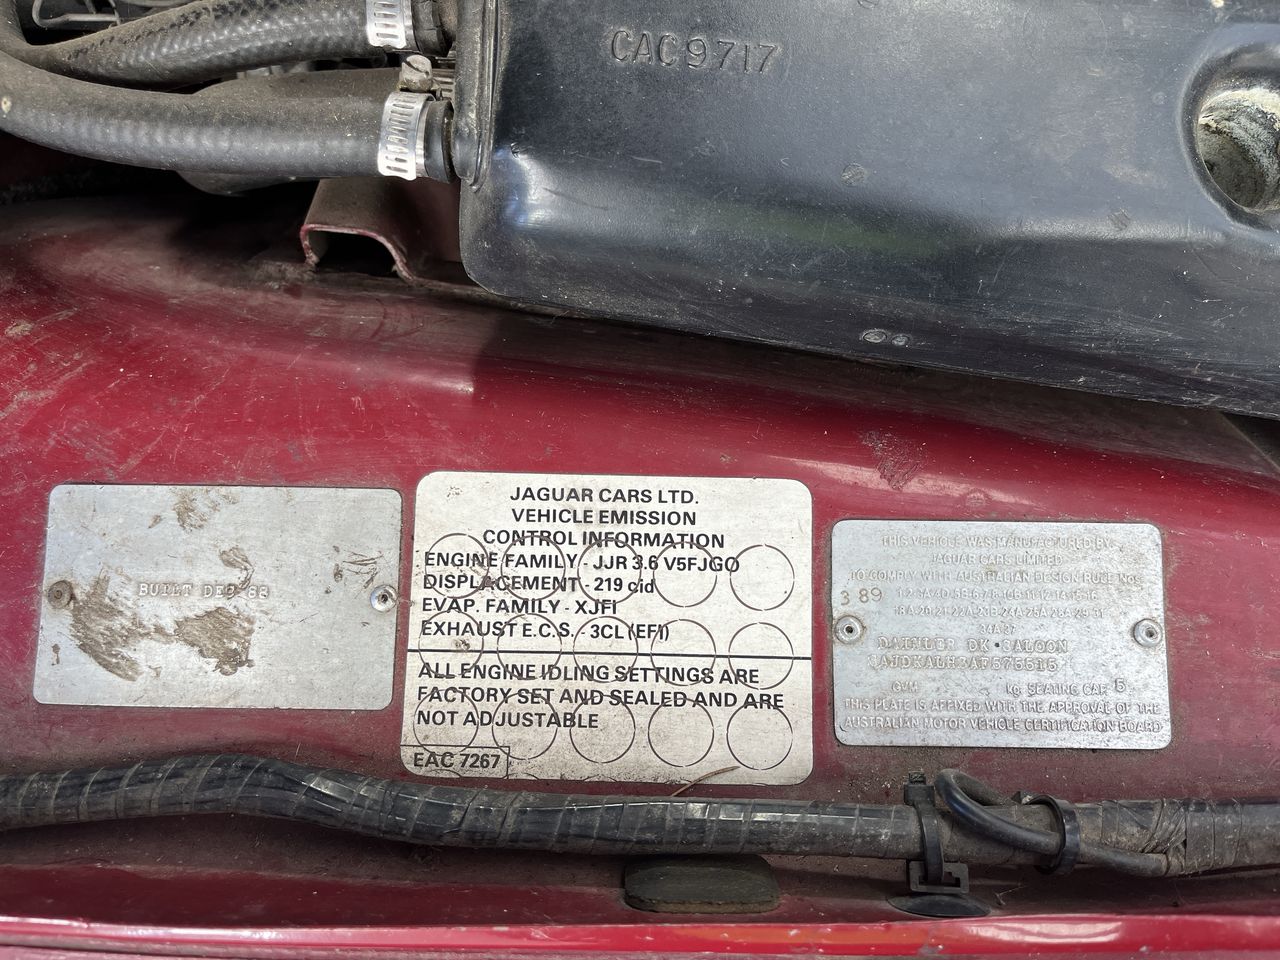 CAC9717
BUILT DEC 88
JAGUAR CARS LTD.
VEHICLE EMISSION
CONTROL INFORMATION
ENGINE FAMILY - JJR 3.6 V5FJGO
DISPLACEMENT - 219 cid
EVAP. FAMILY - XJFI
EXHAUST E.C.S. - 3CL (EFI)
ALL ENGINE IDLING SETTINGS ARE
FACTORY SET AND SEALED AND ARE
NOT ADJUSTABLE
EAC 7267
THIS VEHICLE WAS MANUFACTURED BY
JAGUAR CARS LIMITED
TO COMPLY WITH AUSTRALIAN DESIGN RULE Nos.
3 89
34A 37
DAIMLER DK SALOON
GVM kg SEATING CAP. 5
THIS PLATE IS AFFIXED WITH THE APPROVAL OF THE
AUSTRALIAN MOTOR VEHICLE CERTIFICATION BOARD